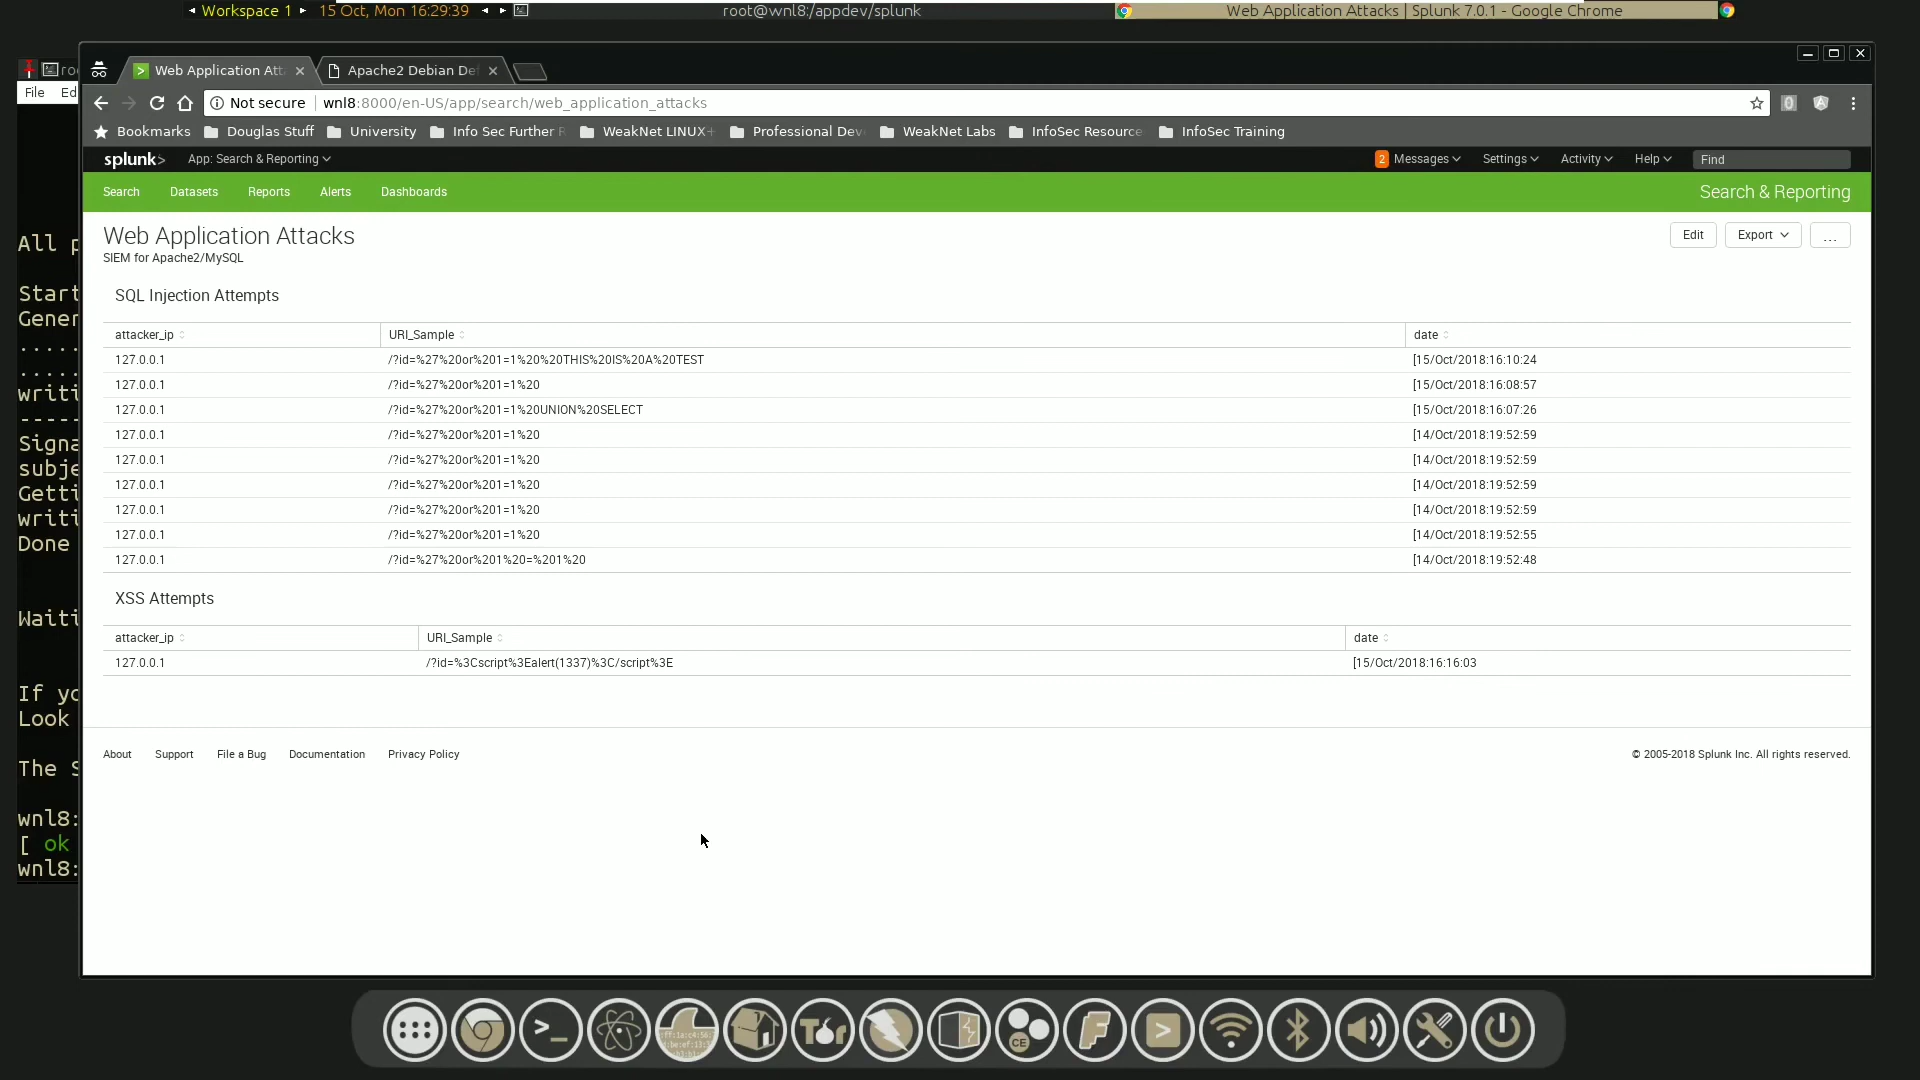 Workspace 1 15 Oct, Mon 16:29:39 root@wnl8:/appdev/splunk Web Application Attacks | Splunk 7.0.1 - Google Chrome
Web Application Att Apache2 Debian De
File Ed
Not secure wnl8:8000/en-US/app/search/web_application_attacks
Bookmarks Douglas Stuff University Info Sec Further R WeakNet LINUX+ Professional Dev WeakNet Labs InfoSec Resource InfoSec Training
splunk> App: Search & Reporting 2 Messages Settings Activity Help Find
Search Datasets Reports Alerts Dashboards Search & Reporting
Web Application Attacks Edit Export ...
SIEM for Apache2/MySQL
SQL Injection Attempts
attacker_ip URI_Sample date
127.0.0.1 /?id=%27%20or%201=1%20%20THIS%20IS%20A%20TEST [15/Oct/2018:16:10:24
127.0.0.1 /?id=%27%20or%201=1%20 [15/Oct/2018:16:08:57
127.0.0.1 /?id=%27%20or%201=1%20UNION%20SELECT [15/Oct/2018:16:07:26
127.0.0.1 /?id=%27%20or%201=1%20 [14/Oct/2018:19:52:59
127.0.0.1 /?id=%27%20or%201=1%20 [14/Oct/2018:19:52:59
127.0.0.1 /?id=%27%20or%201=1%20 [14/Oct/2018:19:52:59
127.0.0.1 /?id=%27%20or%201=1%20 [14/Oct/2018:19:52:59
127.0.0.1 /?id=%27%20or%201=1%20 [14/Oct/2018:19:52:55
127.0.0.1 /?id=%27%20or%201%20=%201%20 [14/Oct/2018:19:52:48
XSS Attempts
attacker_ip URI_Sample date
127.0.0.1 /?id=%3Cscript%3Ealert(1337)%3C/script%3E [15/Oct/2018:16:16:03
About Support File a Bug Documentation Privacy Policy © 2005-2018 Splunk Inc. All rights reserved.
All p
Start
Gener
.....
.....
writi
-----
Signa
subje
Getti
writi
Done
Waiti
If yo
Look
The S
wnl8:
[ ok
wnl8:
Tor
CE